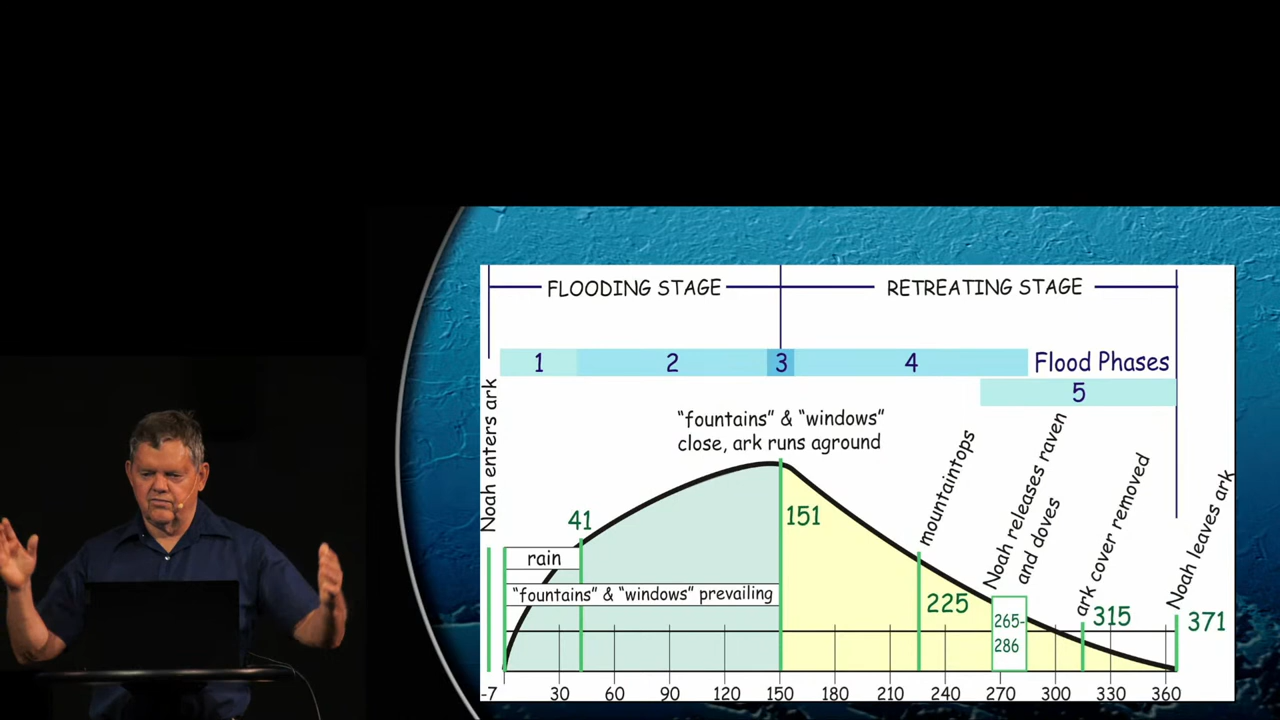 FLOODING STAGE
RETREATING STAGE
1
2
3
4
Flood Phases
5
Noah enters ark
"fountains" & "windows"
close, ark runs aground
mountaintops
Noah releases raven
and doves
ark cover removed
Noah leaves ark
41
151
rain
"fountains" & "windows" prevailing
225
265-
286
315
371
-7
30
60
90
120
150
180
210
240
270
300
330
360